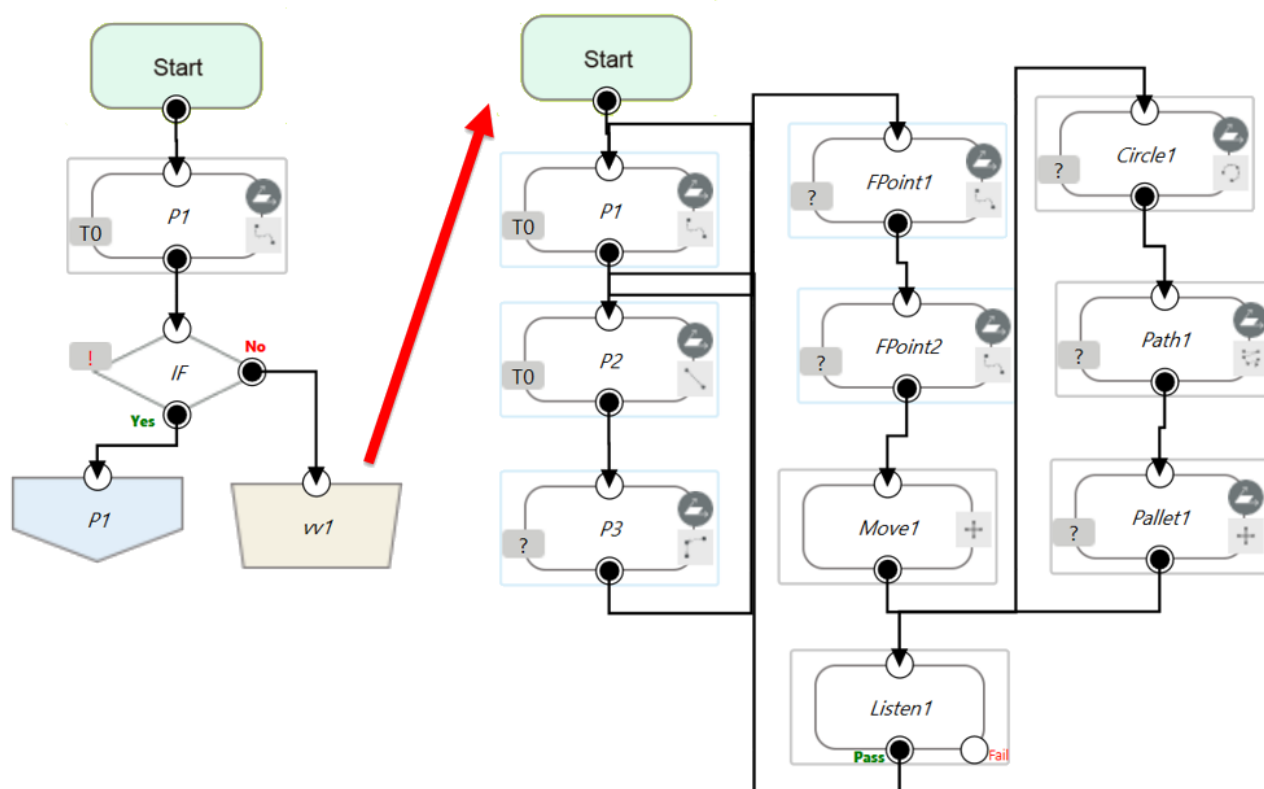 Start
P1
T0
!
IF
No
Yes
P1
vv1
Start
P1
T0
P2
T0
P3
?
FPoint1
?
FPoint2
?
Move1
Listen1
Pass
Fail
Circle1
?
Path1
?
Pallet1
?